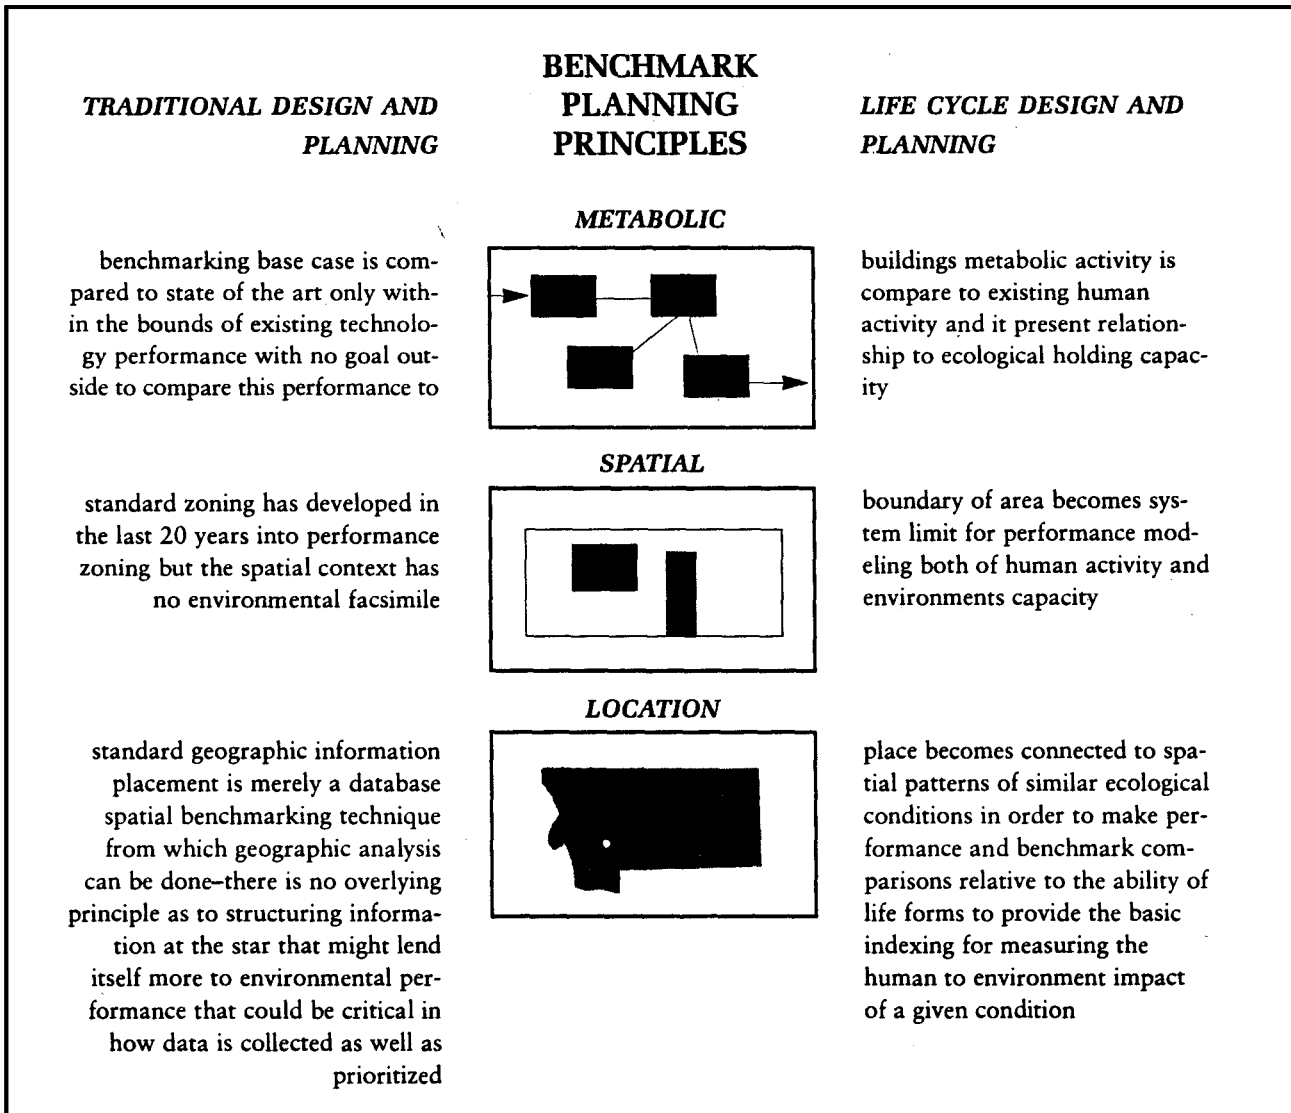 BENCHMARK
PLANNING
PRINCIPLES
TRADITIONAL DESIGN AND
PLANNING
LIFE CYCLE DESIGN AND
PLANNING
METABOLIC
benchmarking base case is com-
pared to state of the art only with-
in the bounds of existing technolo-
gy performance with no goal out-
side to compare this performance to
buildings metabolic activity is
compare to existing human
activity and it present relation-
ship to ecological holding capac-
ity
SPATIAL
standard zoning has developed in
the last 20 years into performance
zoning but the spatial context has
no environmental facsimile
boundary of area becomes sys-
tem limit for performance mod-
eling both of human activity and
environments capacity
LOCATION
standard geographic information
placement is merely a database
spatial benchmarking technique
from which geographic analysis
can be done–there is no overlying
principle as to structuring informa-
tion at the star that might lend
itself more to environmental per-
formance that could be critical in
how data is collected as well as
prioritized
place becomes connected to spa-
tial patterns of similar ecological
conditions in order to make per-
formance and benchmark com-
parisons relative to the ability of
life forms to provide the basic
indexing for measuring the
human to environment impact
of a given condition